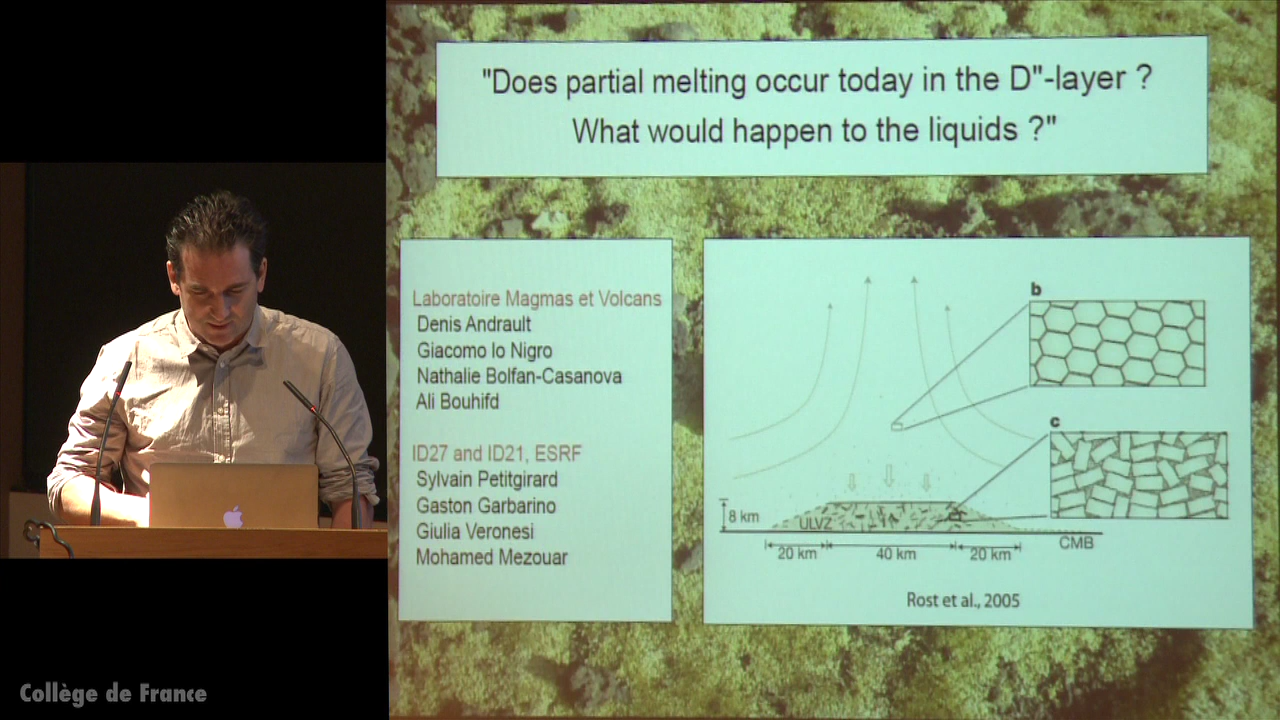 "Does partial melting occur today in the D"-layer ?
What would happen to the liquids ?"
Laboratoire Magmas et Volcans
Denis Andrault
Giacomo lo Nigro
Nathalie Bolfan-Casanova
Ali Bouhifd
ID27 and ID21, ESRF
Sylvain Petitgirard
Gaston Garbarino
Giulia Veronesi
Mohamed Mezouar
b
c
8 km
ULVZ
CMB
20 km
40 km
20 km
Rost et al., 2005
Collège de France